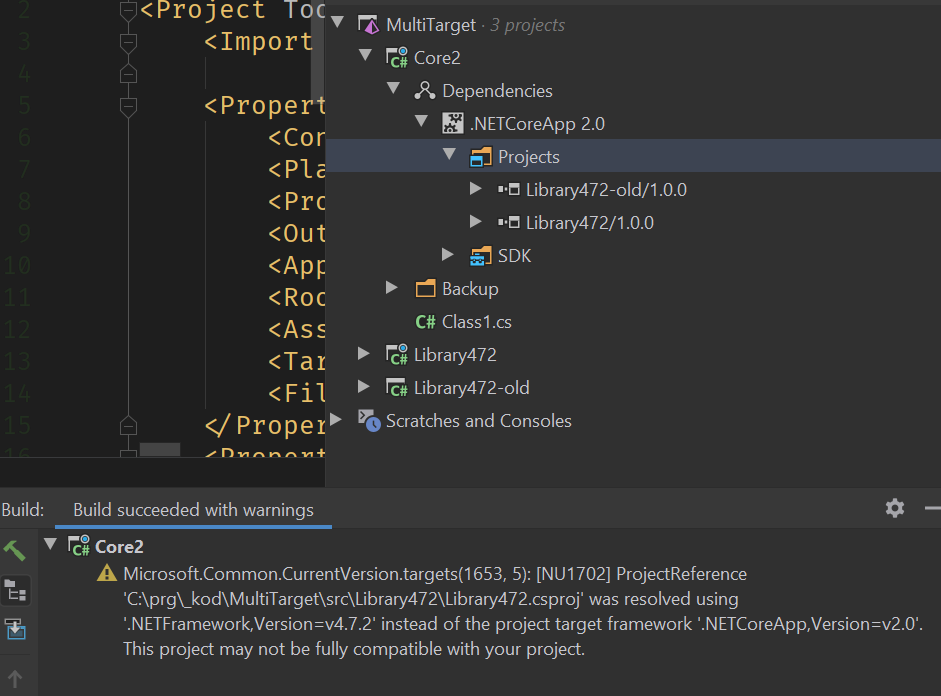 2 <Project Too
3 <Import
4
5 <Propert
6 <Con
7 <Pla
8 <Pro
9 <Out
10 <App
11 <Roo
12 <Ass
13 <Tar
14 <Fil
15 </Proper
16 <Propert
MultiTarget · 3 projects
Core2
Dependencies
.NETCoreApp 2.0
Projects
Library472-old/1.0.0
Library472/1.0.0
SDK
Backup
C# Class1.cs
C# Library472
C# Library472-old
Scratches and Consoles
Build: Build succeeded with warnings
C# Core2
Microsoft.Common.CurrentVersion.targets(1653, 5): [NU1702] ProjectReference
'C:\prg\_kod\MultiTarget\src\Library472\Library472.csproj' was resolved using
'.NETFramework,Version=v4.7.2' instead of the project target framework '.NETCoreApp,Version=v2.0'.
This project may not be fully compatible with your project.